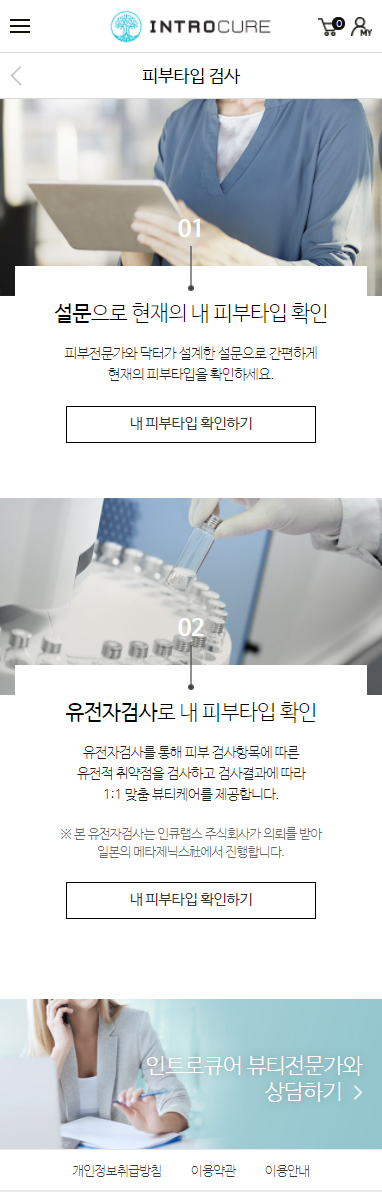 INTROCURE
0
MY
피부타입 검사
01
설문으로 현재의 내 피부타입 확인
피부전문가와 닥터가 설계한 설문으로 간편하게
현재의 피부타입을 확인하세요.
내 피부타입 확인하기
02
유전자검사로 내 피부타입 확인
유전자검사를 통해 피부 검사항목에 따른
유전적 취약점을 검사하고 검사결과에 따라
1:1 맞춤 뷰티케어를 제공합니다.
※ 본 유전자검사는 인큐랩스 주식회사가 의뢰를 받아
일본의 메타제닉스社에서 진행합니다.
내 피부타입 확인하기
인트로큐어 뷰티전문가와
상담하기 >
개인정보취급방침 이용약관 이용안내